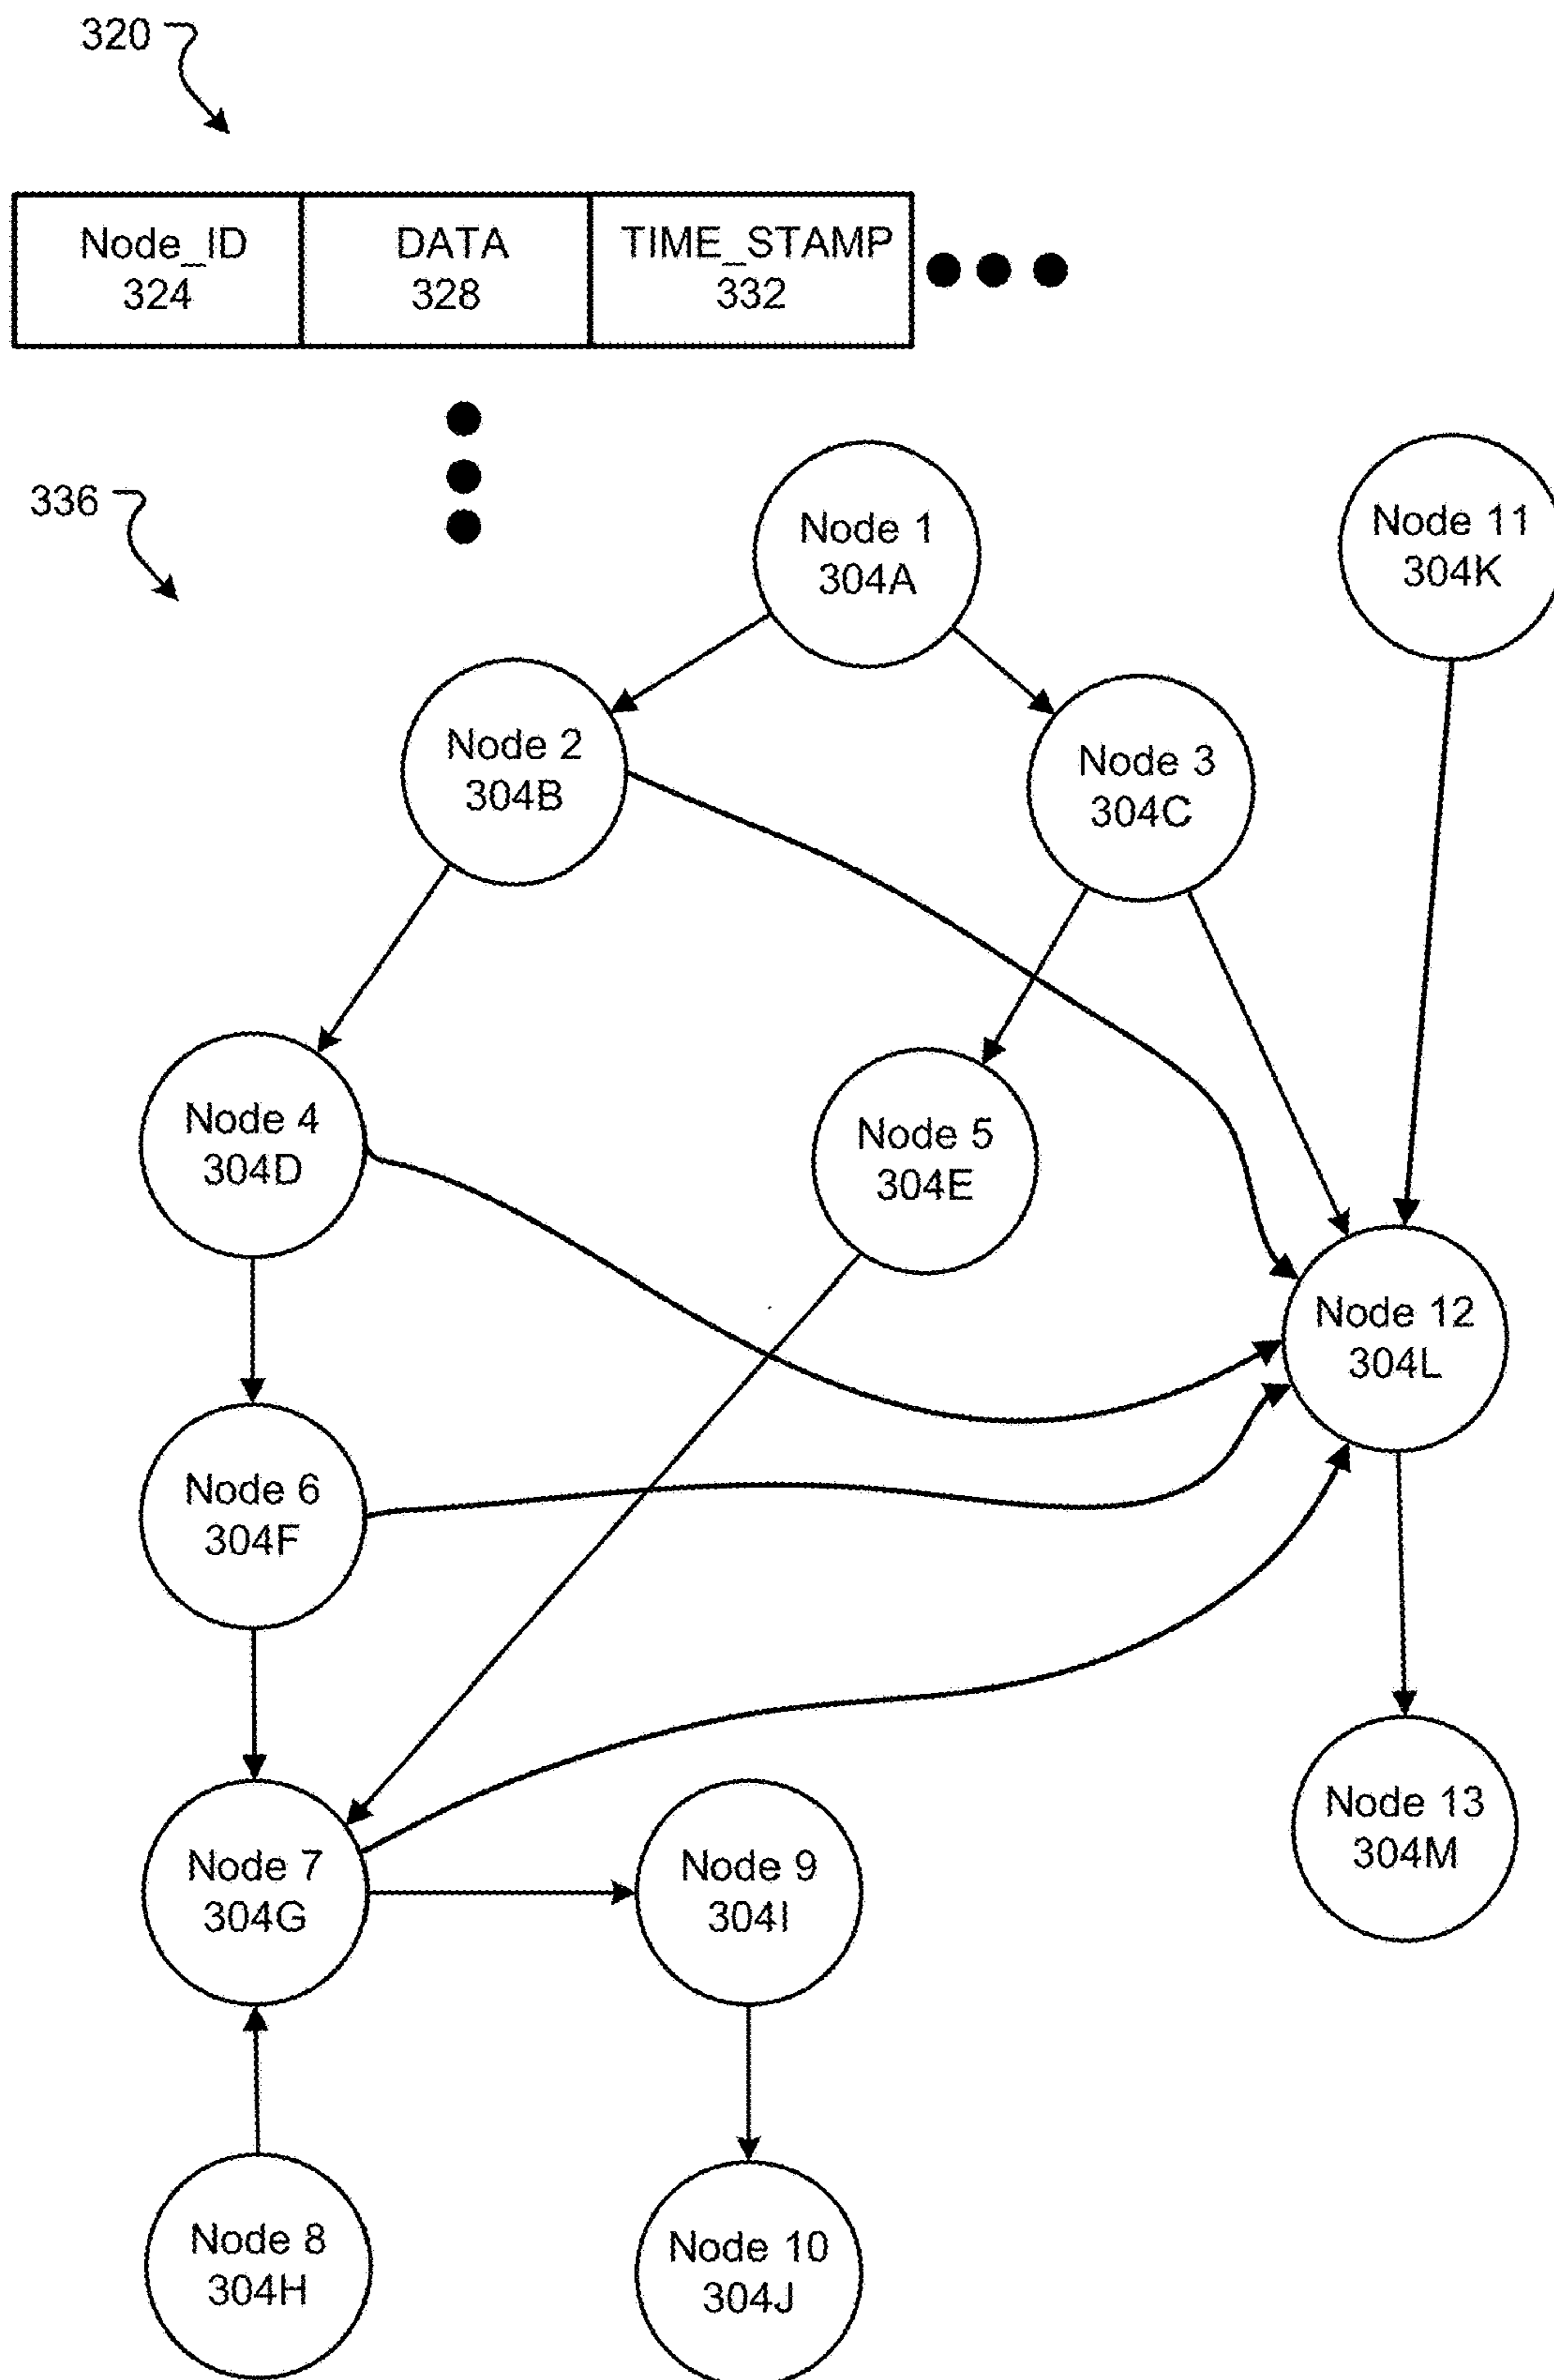 320
Node_ID
324
DATA
328
TIME_STAMP
332
336
Node 1
304A
Node 11
304K
Node 2
304B
Node 3
304C
Node 4
304D
Node 5
304E
Node 12
304L
Node 6
304F
Node 13
304M
Node 7
304G
Node 9
304I
Node 8
304H
Node 10
304J